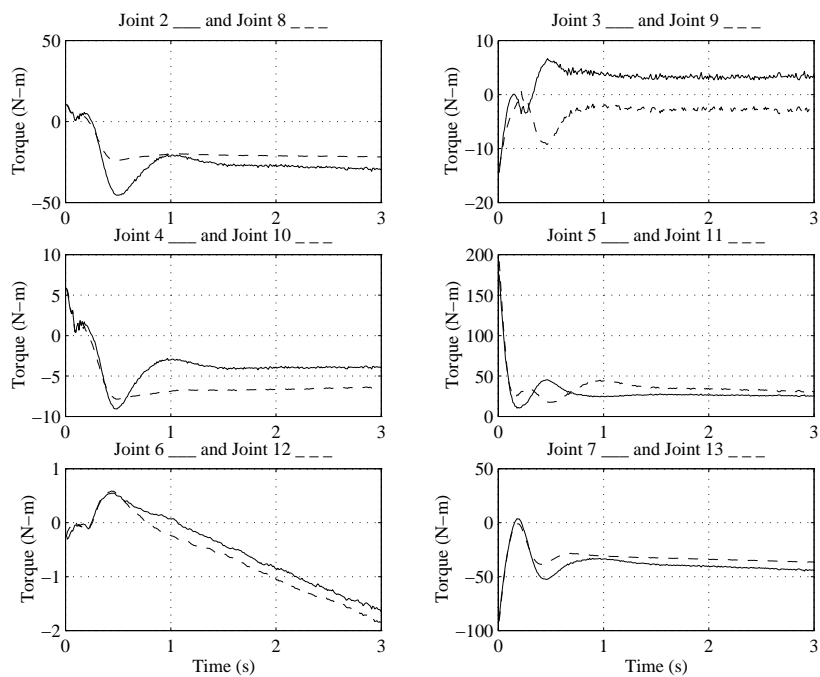 Joint 2 ___ and Joint 8 _ _ _
50
0
−50
Torque (N−m)
0 1 2 3
Joint 3 ___ and Joint 9 _ _ _
10
0
−10
−20
Torque (N−m)
0 1 2 3
Joint 4 ___ and Joint 10 _ _ _
10
5
0
−5
−10
Torque (N−m)
0 1 2 3
Joint 5 ___ and Joint 11 _ _ _
200
150
100
50
0
Torque (N−m)
0 1 2 3
Joint 6 ___ and Joint 12 _ _ _
1
0
−1
−2
Torque (N−m)
0 1 2 3
Time (s)
Joint 7 ___ and Joint 13 _ _ _
50
0
−50
−100
Torque (N−m)
0 1 2 3
Time (s)